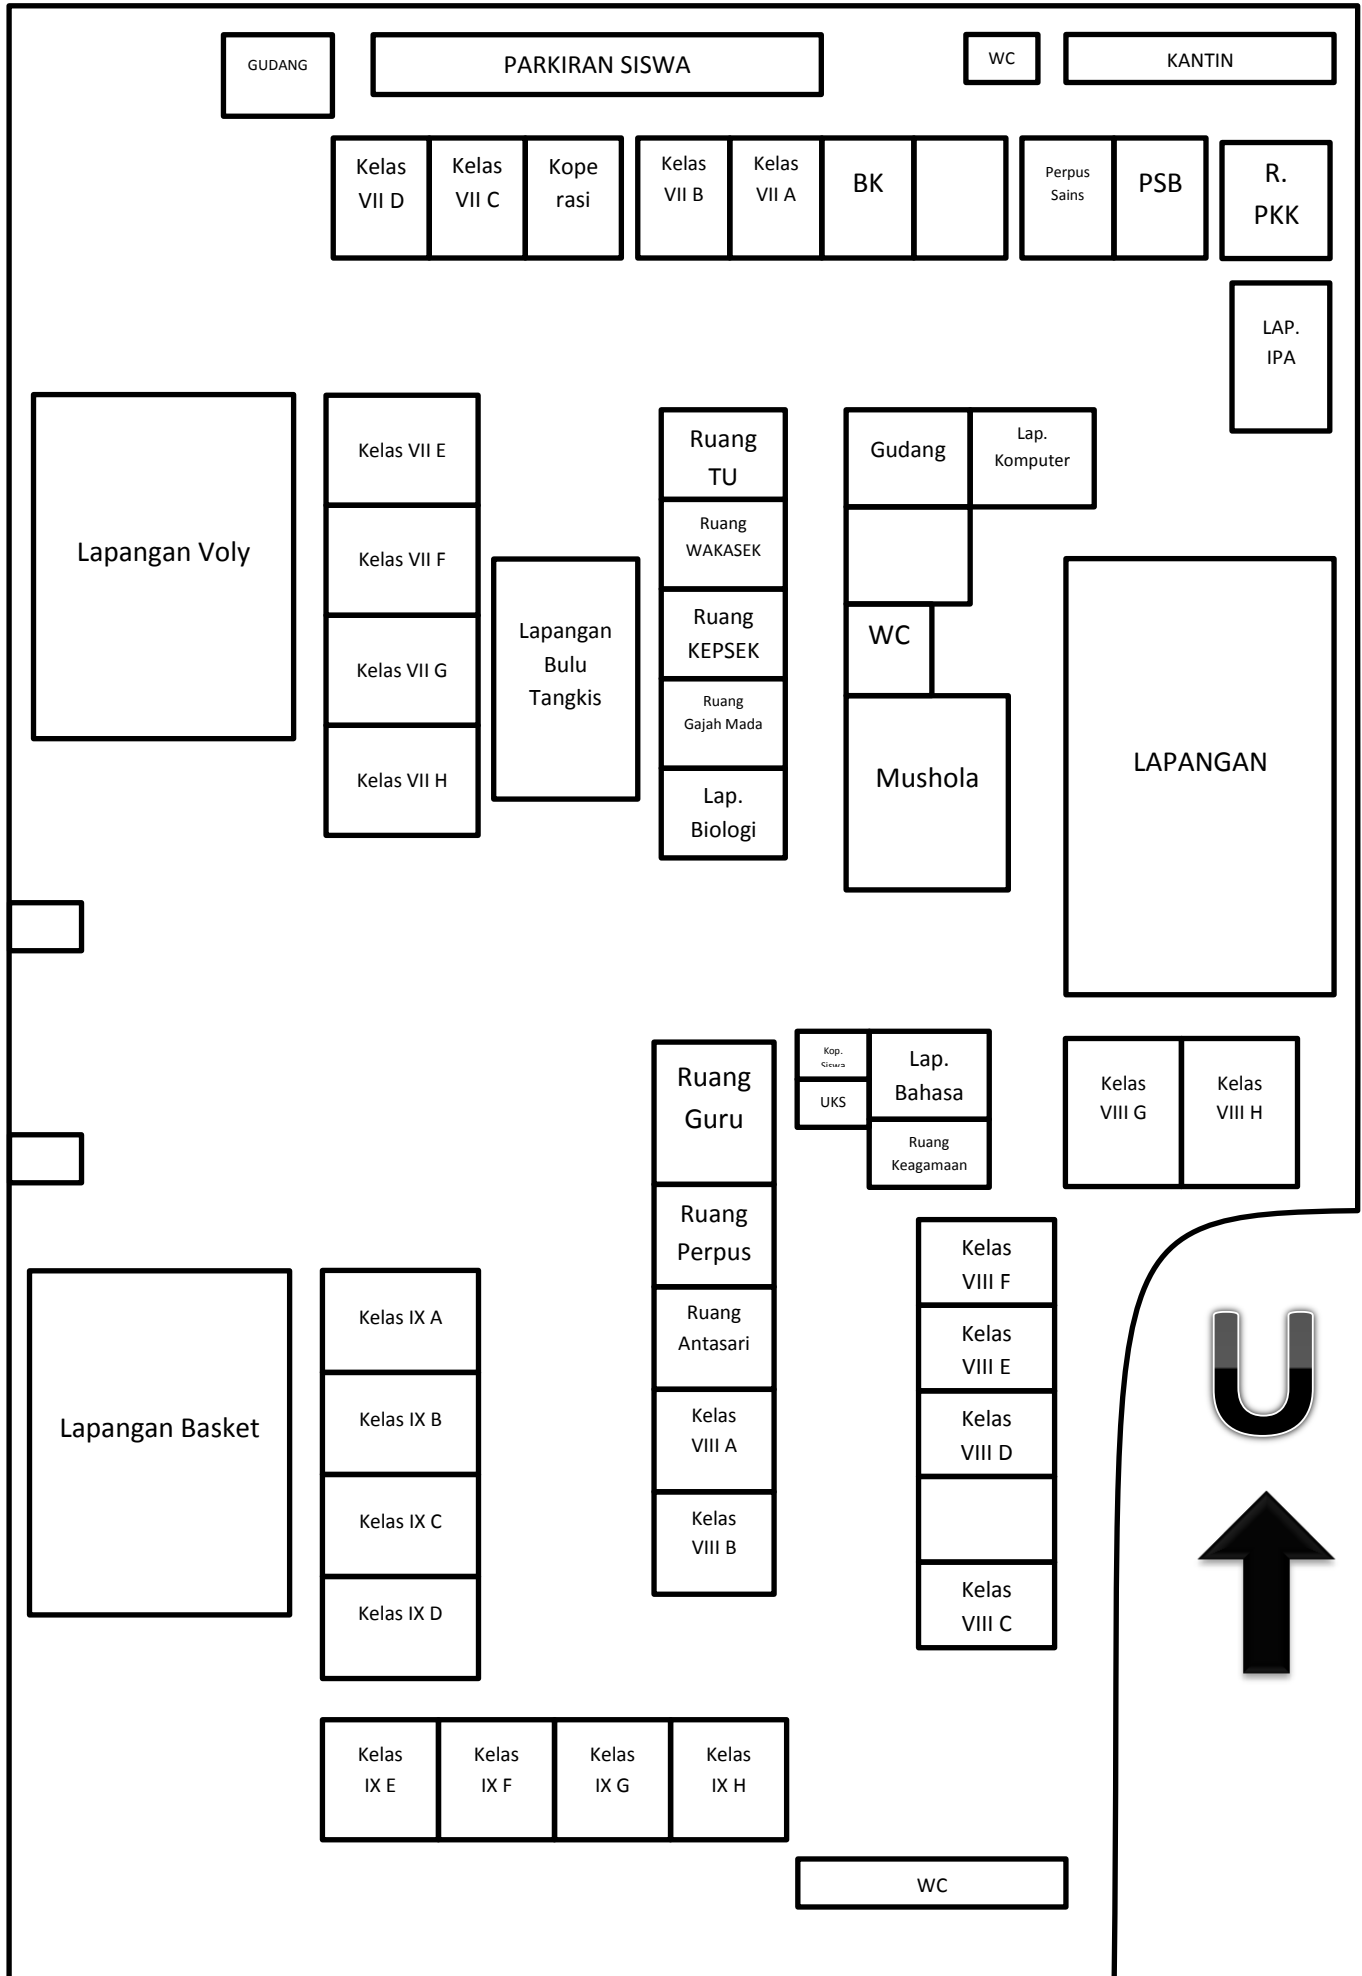 GUDANG
PARKIRAN SISWA
WC
KANTIN
Kelas
VII D
Kelas
VII C
Kope
rasi
Kelas
VII B
Kelas
VII A
BK
Perpus
Sains
PSB
R.
PKK
LAP.
IPA
Lapangan Voly
Kelas VII E
Kelas VII F
Kelas VII G
Kelas VII H
Lapangan
Bulu
Tangkis
Ruang
TU
Ruang
WAKASEK
Ruang
KEPSEK
Ruang
Gajah Mada
Lap.
Biologi
Gudang
Lap.
Komputer
WC
Mushola
LAPANGAN
Ruang
Guru
Ruang
Perpus
Ruang
Antasari
Kelas
VIII A
Kelas
VIII B
Kop.
Siswa
UKS
Lap.
Bahasa
Ruang
Keagamaan
Kelas
VIII G
Kelas
VIII H
Kelas
VIII F
Kelas
VIII E
Kelas
VIII D
Kelas
VIII C
U
Lapangan Basket
Kelas IX A
Kelas IX B
Kelas IX C
Kelas IX D
Kelas
IX E
Kelas
IX F
Kelas
IX G
Kelas
IX H
WC